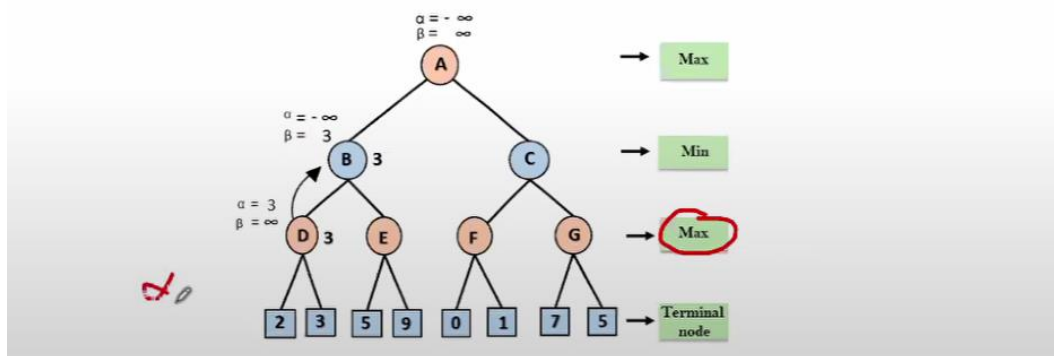 α = - ∞
β = ∞
A
Max
α = - ∞
β = 3
B 3
C
Min
α = 3
β = ∞
D 3
E
F
G
Max
α
2 3 5 9 0 1 7 5
Terminal
node